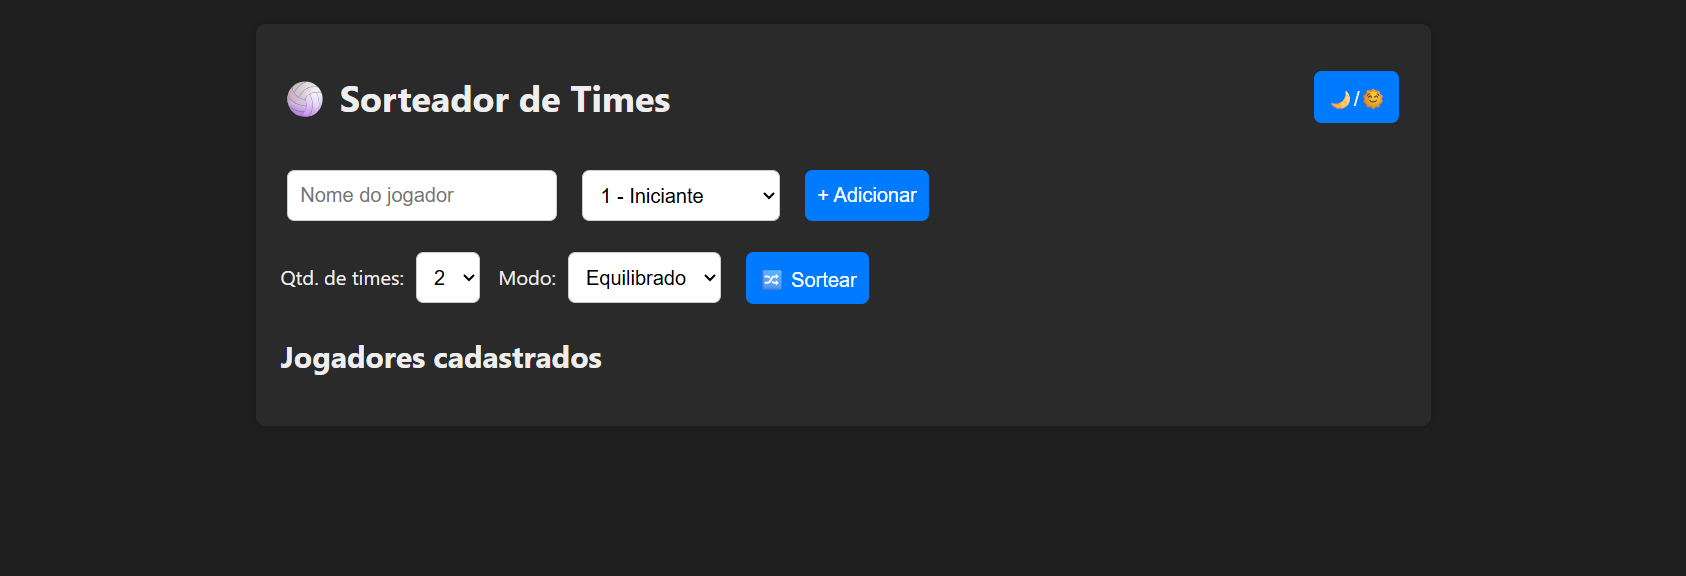 🏐 Sorteador de Times
🌙/🌞
Nome do jogador
1 - Iniciante
+ Adicionar
Qtd. de times: 2 Modo: Equilibrado 🔀 Sortear
Jogadores cadastrados